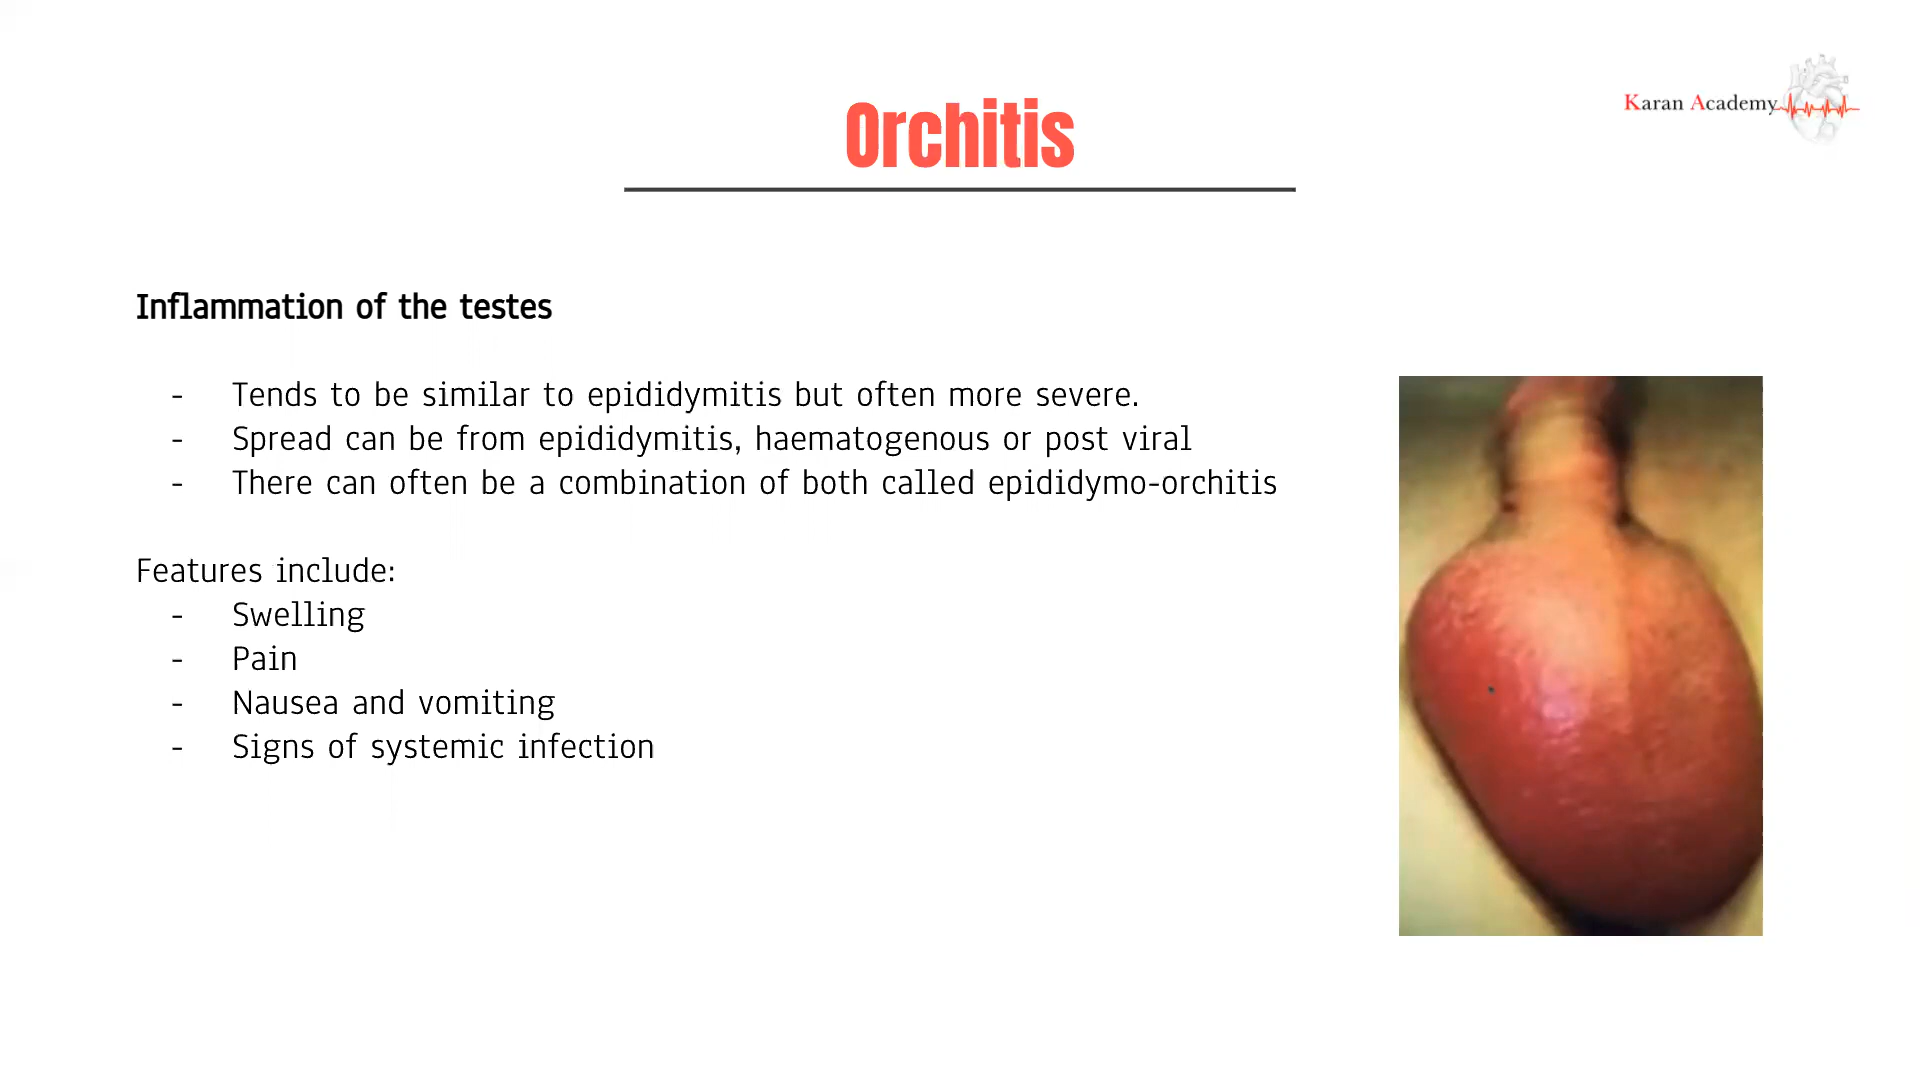 Karan Academy
Orchitis
Inflammation of the testes
- Tends to be similar to epididymitis but often more severe.
- Spread can be from epididymitis, haematogenous or post viral
- There can often be a combination of both called epididymo-orchitis
Features include:
- Swelling
- Pain
- Nausea and vomiting
- Signs of systemic infection